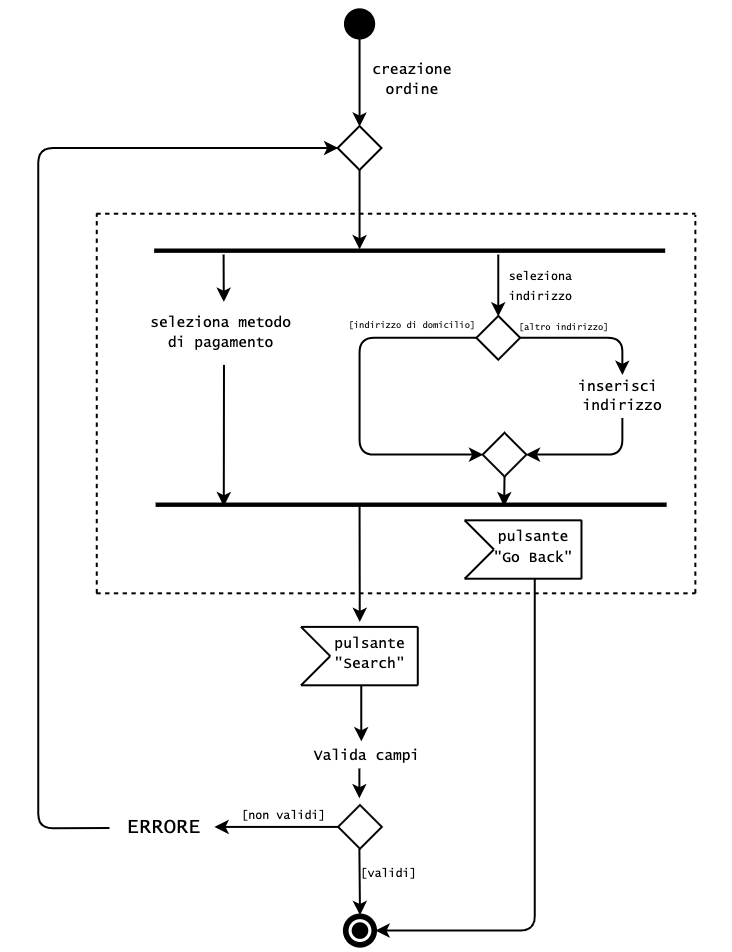 creazione
ordine
seleziona
indirizzo
seleziona metodo
di pagamento
[indirizzo di domicilio]
[altro indirizzo]
inserisci
indirizzo
pulsante
"Go Back"
pulsante
"Search"
Valida campi
[non validi]
ERRORE
[validi]